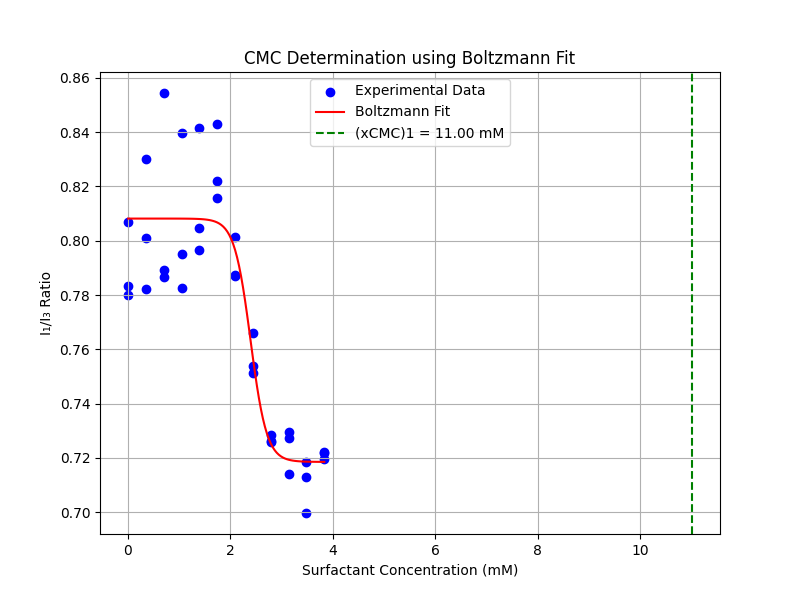 CMC Determination using Boltzmann Fit
Experimental Data
Boltzmann Fit
(xCMC)1 = 11.00 mM
I₁/I₃ Ratio
0.86
0.84
0.82
0.80
0.78
0.76
0.74
0.72
0.70
0 2 4 6 8 10
Surfactant Concentration (mM)